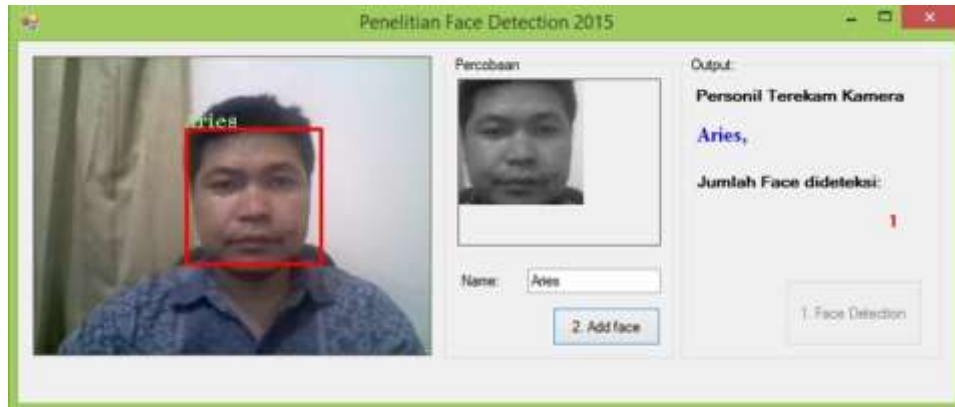 Penelitian Face Detection 2015
Aries
Percobaan
Name:
Aries
2. Add face
Output:
Personil Terekam Kamera
Aries,
Jumlah Face dideteksi:
1
1. Face Detection